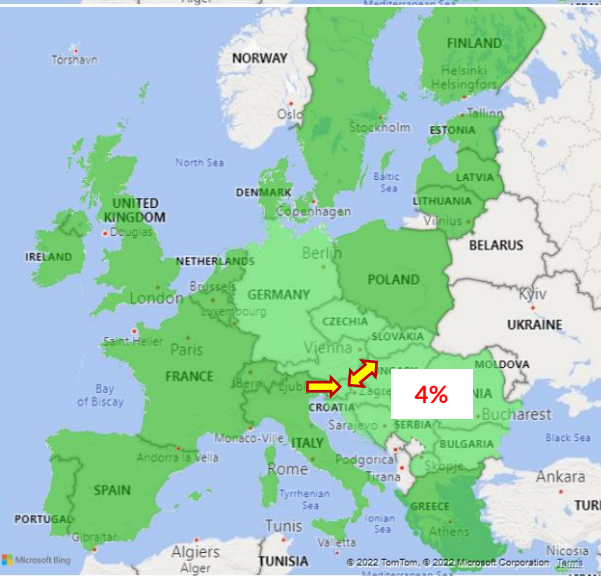 FINLAND
NORWAY
Tórshavn
Helsinki
Helsingfors
Oslo
Tallinn
Stockholm
ESTONIA
North Sea
Baltic
Sea
LATVIA
DENMARK
LITHUANIA
UNITED
KINGDOM
Copenhagen
Vilnius
Douglas
BELARUS
IRELAND
NETHERLANDS
Berlin
POLAND
Brussels
GERMANY
London
Luxembourg
Kyiv
CZECHIA
UKRAINE
SLOVAKIA
Saint Helier
Paris
Vienna
MOLDOVA
FRANCE
Bern
4%
Bay
of Biscay
CROATIA
Bucharest
Sarajevo
SERBIA
Monaco-Ville
ITALY
BULGARIA
Black Sea
Andorra la Vella
Podgorica
Skopje
Rome
Tirana
Ankara
SPAIN
Tyrrhenian
Sea
PORTUGAL
GREECE
Ionian
Sea
Athens
Gibraltar
Tunis
Valletta
Algiers
Nicosia
Alger
TUNISIA
Microsoft Bing
© 2022 TomTom, © 2022 Microsoft Corporation Terms